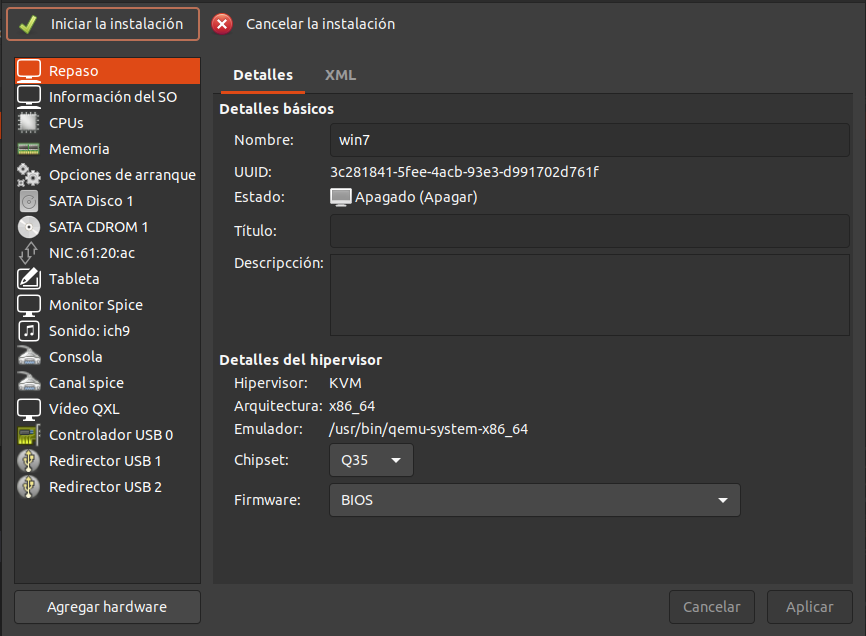 Iniciar la instalación
Cancelar la instalación
Repaso
Información del SO
CPUs
Memoria
Opciones de arranque
SATA Disco 1
SATA CDROM 1
NIC :61:20:ac
Tableta
Monitor Spice
Sonido: ich9
Consola
Canal spice
Vídeo QXL
Controlador USB 0
Redirector USB 1
Redirector USB 2
Agregar hardware
Detalles XML
Detalles básicos
Nombre: win7
UUID: 3c281841-5fee-4acb-93e3-d991702d761f
Estado: Apagado (Apagar)
Título:
Descripcción:
Detalles del hipervisor
Hipervisor: KVM
Arquitectura: x86_64
Emulador: /usr/bin/qemu-system-x86_64
Chipset: Q35
Firmware: BIOS
Cancelar Aplicar